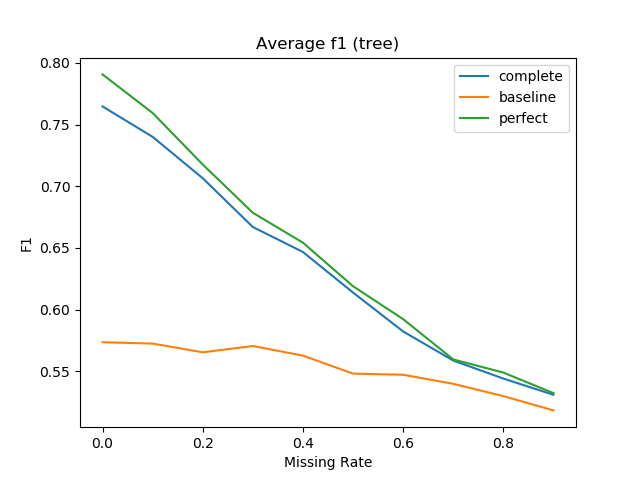 Average f1 (tree)
complete
baseline
perfect
F1
0.80
0.75
0.70
0.65
0.60
0.55
0.0 0.2 0.4 0.6 0.8
Missing Rate